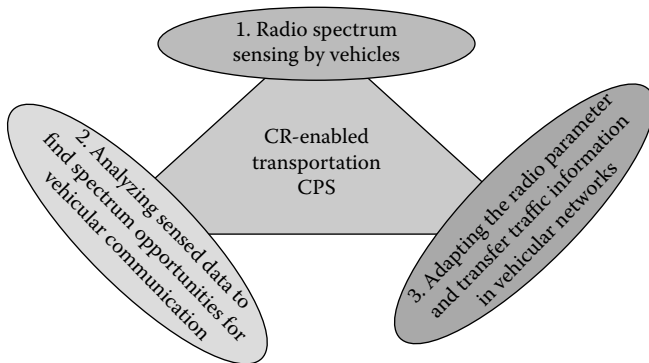 1. Radio spectrum
sensing by vehicles
CR-enabled
transportation
CPS
2. Analyzing sensed data to
find spectrum opportunities for
vehicular communication
3. Adapting the radio parameter
and transfer traffic information
in vehicular networks